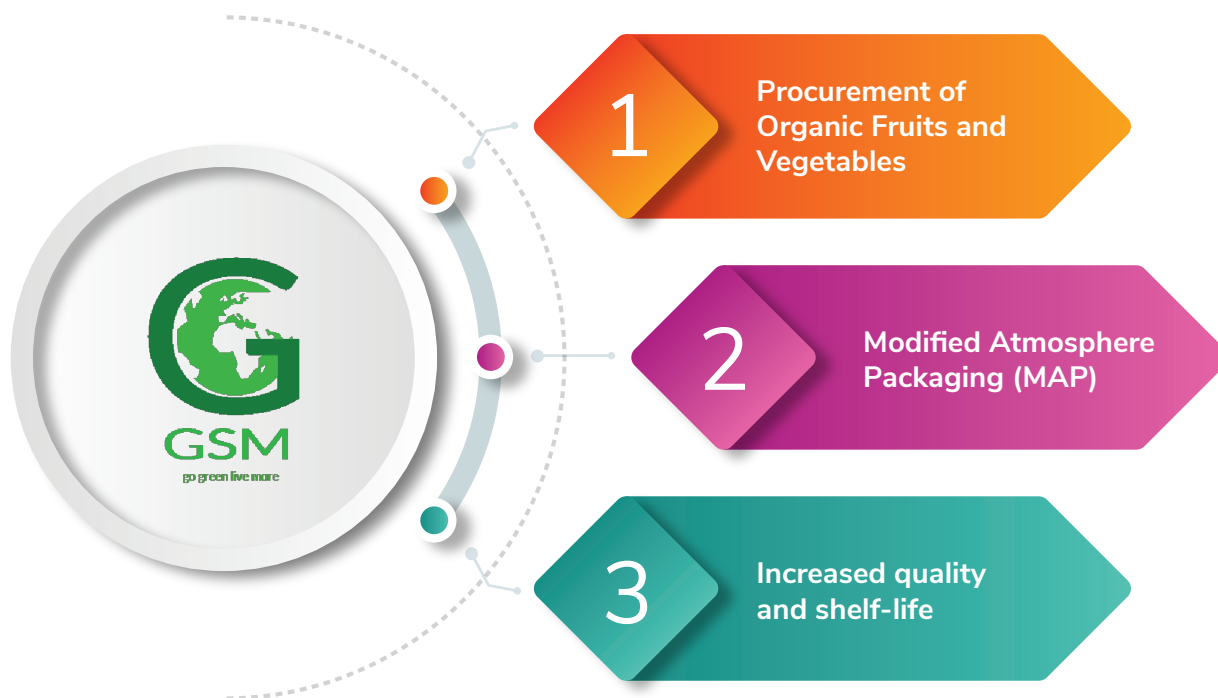 GSM
go green live more
1
Procurement of
Organic Fruits and
Vegetables
2
Modified Atmosphere
Packaging (MAP)
3
Increased quality
and shelf-life